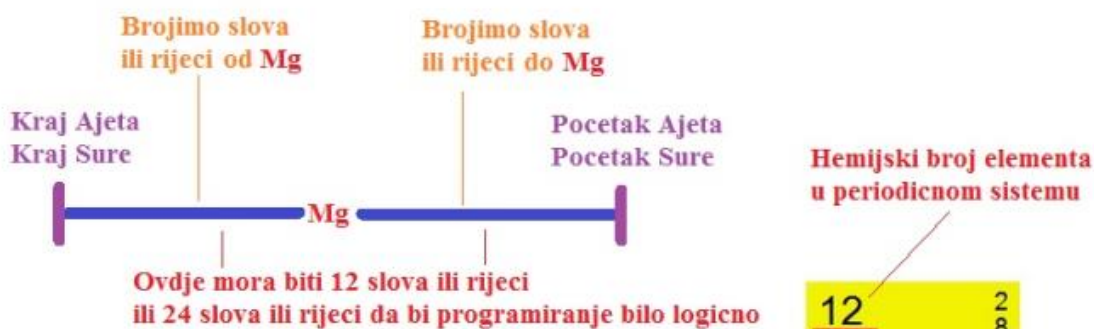 Brojimo slova
ili rijeci od Mg
Brojimo slova
ili rijeci do Mg
Kraj Ajeta
Kraj Sure
Pocetak Ajeta
Pocetak Sure
Mg
Hemijski broj elementa
u periodicnom sistemu
Ovdje mora biti 12 slova ili rijeci
ili 24 slova ili rijeci da bi programiranje bilo logicno
12
2
8